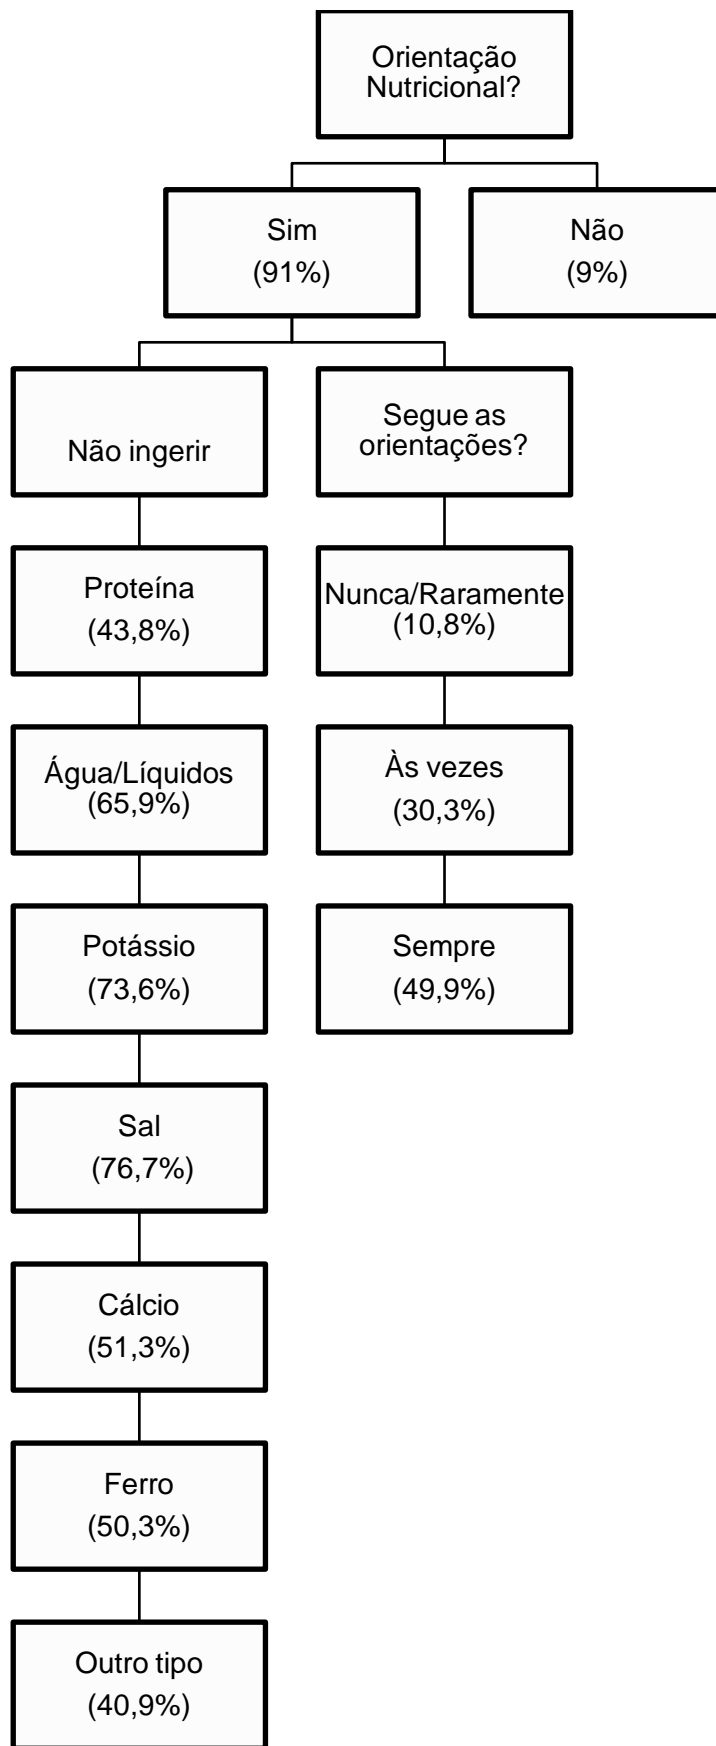 Orientação
Nutricional?
Sim
(91%)
Não
(9%)
Não ingerir
Segue as
orientações?
Proteína
(43,8%)
Nunca/Raramente
(10,8%)
Água/Líquidos
(65,9%)
Às vezes
(30,3%)
Potássio
(73,6%)
Sempre
(49,9%)
Sal
(76,7%)
Cálcio
(51,3%)
Ferro
(50,3%)
Outro tipo
(40,9%)